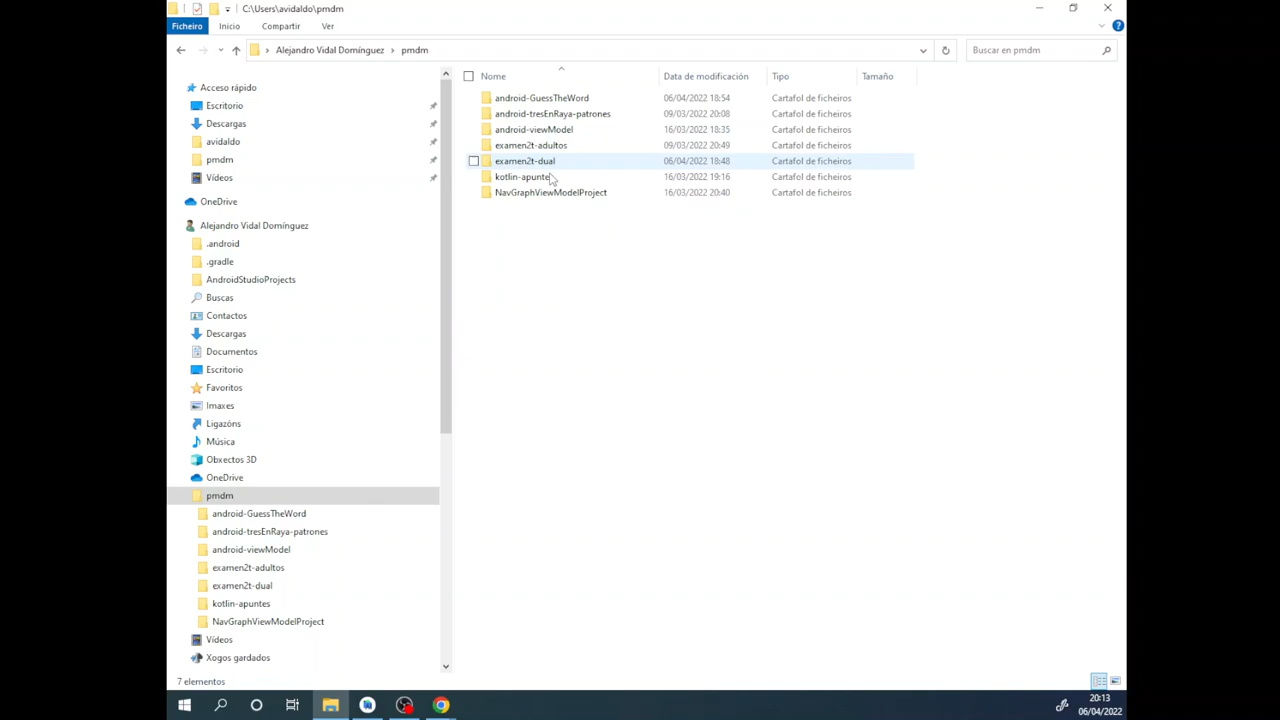 C:\Users\avidaldo\pmdm
Ficheiro Inicio Compartir Ver
Alejandro Vidal Domínguez pmdm Buscar en pmdm
Nome Data de modificación Tipo Tamaño
android-GuessTheWord 06/04/2022 18:54 Cartafol de ficheiros
android-tresEnRaya-patrones 09/03/2022 20:08 Cartafol de ficheiros
android-viewModel 16/03/2022 18:35 Cartafol de ficheiros
examen2t-adultos 09/03/2022 20:49 Cartafol de ficheiros
examen2t-dual 06/04/2022 18:48 Cartafol de ficheiros
kotlin-apuntes 16/03/2022 19:16 Cartafol de ficheiros
NavGraphViewModelProject 16/03/2022 20:40 Cartafol de ficheiros
Acceso rápido
Escritorio
Descargas
avidaldo
pmdm
Vídeos
OneDrive
Alejandro Vidal Domínguez
.android
.gradle
AndroidStudioProjects
Buscas
Contactos
Descargas
Documentos
Escritorio
Favoritos
Imaxes
Ligazóns
Música
Obxectos 3D
OneDrive
pmdm
android-GuessTheWord
android-tresEnRaya-patrones
android-viewModel
examen2t-adultos
examen2t-dual
kotlin-apuntes
NavGraphViewModelProject
Vídeos
Xogos gardados
7 elementos
20:13
06/04/2022